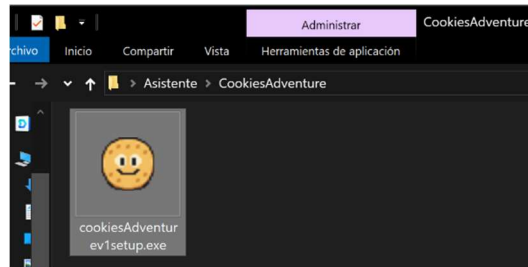 Administrar
CookiesAdventure
rchivo
Inicio
Compartir
Vista
Herramientas de aplicación
Asistente > CookiesAdventure
cookiesAdventur
ev1setup.exe